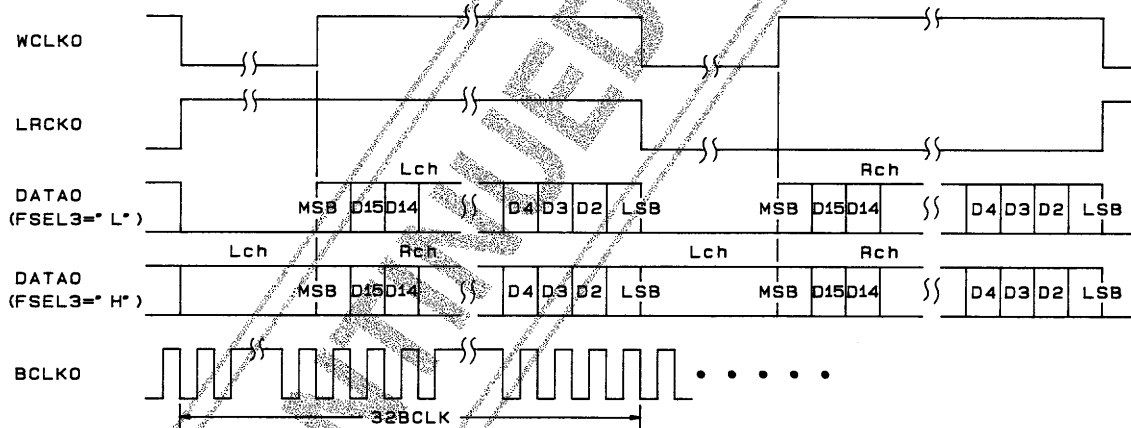 WCLKO
LRCKO
Lch Rch
DATAO
(FSEL3="L")
MSB D15 D14 D4 D3 D2 LSB MSB D15 D14 D4 D3 D2 LSB
Lch Rch Lch Rch
DATAO
(FSEL3="H")
MSB D15 D14 D4 D3 D2 LSB MSB D15 D14 D4 D3 D2 LSB
BCLKO
32BCLK
TINUED